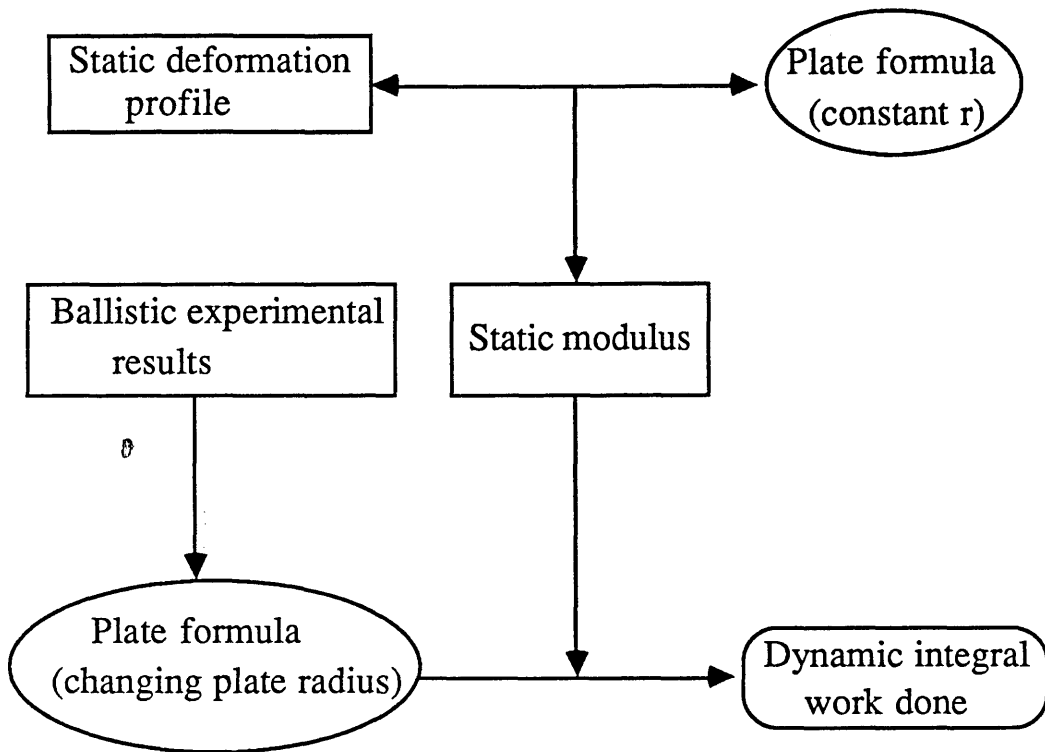 Static deformation
profile
Plate formula
(constant r)
Ballistic experimental
results
Static modulus
Plate formula
(changing plate radius)
Dynamic integral
work done